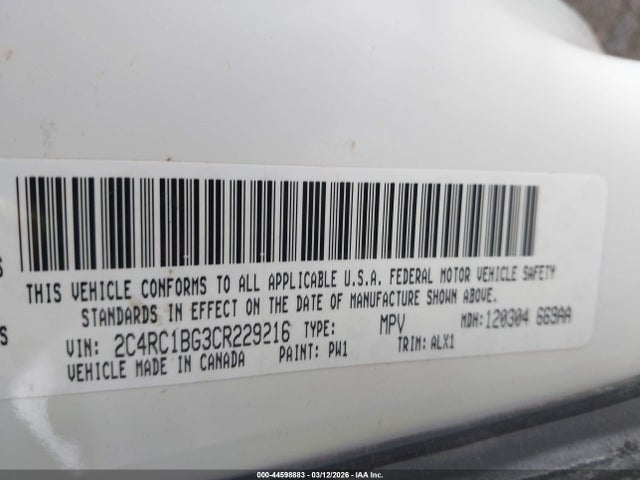 S
THIS VEHICLE CONFORMS TO ALL APPLICABLE U.S.A. FEDERAL MOTOR VEHICLE SAFETY
STANDARDS IN EFFECT ON THE DATE OF MANUFACTURE SHOWN ABOVE.
S
VIN: 2C4RC1BG3CR229216 TYPE: MPV MDH:120304 669AA
VEHICLE MADE IN CANADA PAINT: PW1 TRIM:ALX1
©2000-44598883 - 03/12/2026 - IAA Inc.